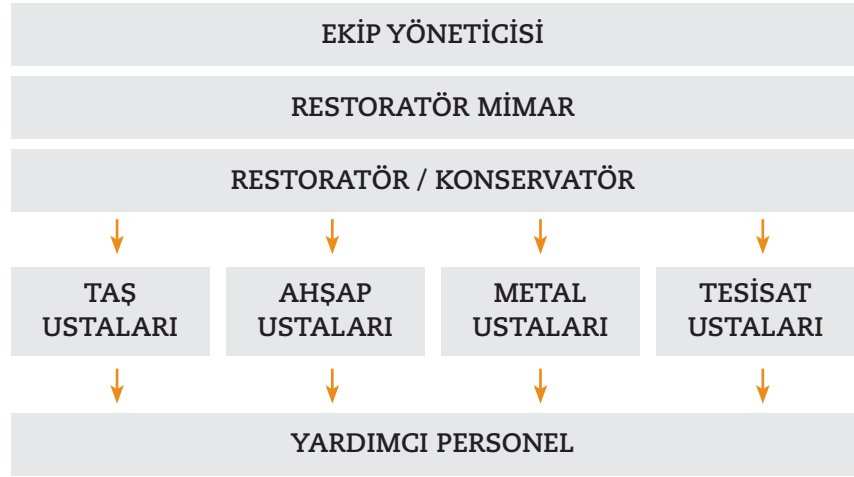 EKİP YÖNETİCİSİ
RESTORATÖR MİMAR
RESTORATÖR / KONSERVATÖR
TAŞ
USTALARI
AHŞAP
USTALARI
METAL
USTALARI
TESİSAT
USTALARI
YARDIMCI PERSONEL